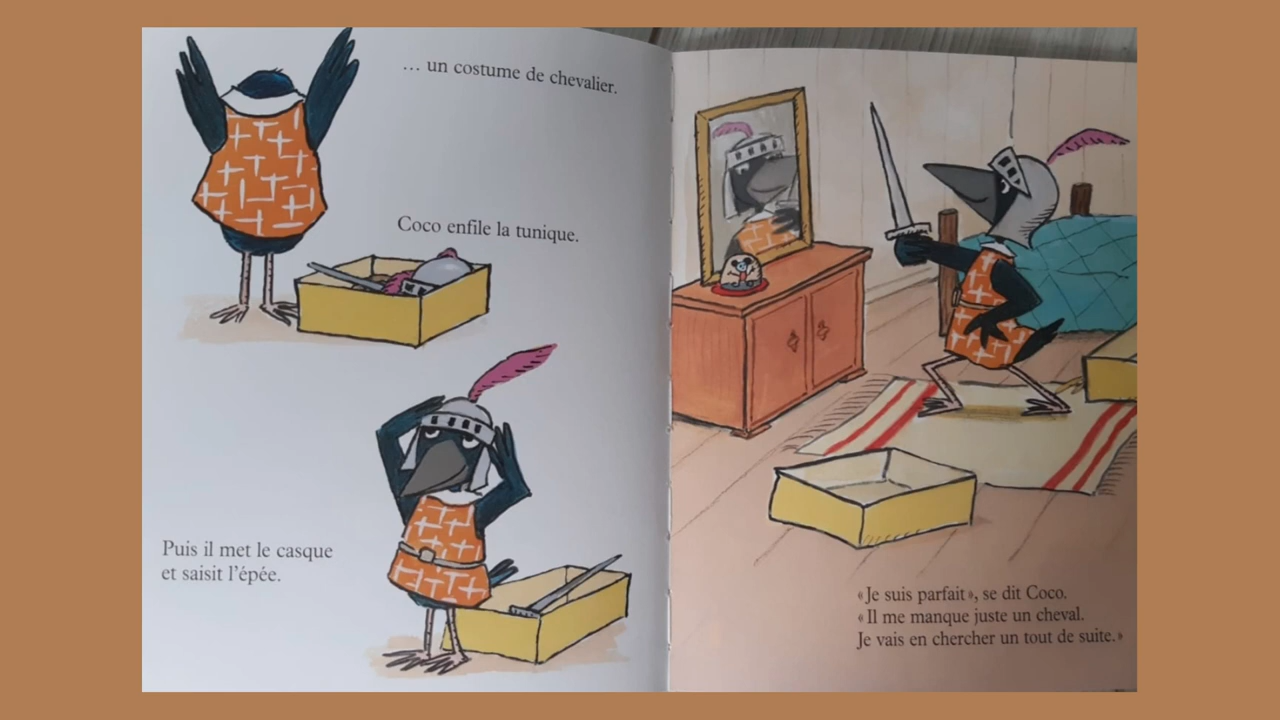 … un costume de chevalier.
Coco enfile la tunique.
Puis il met le casque
et saisit l'épée.
«Je suis parfait», se dit Coco.
«Il me manque juste un cheval.
Je vais en chercher un tout de suite.»